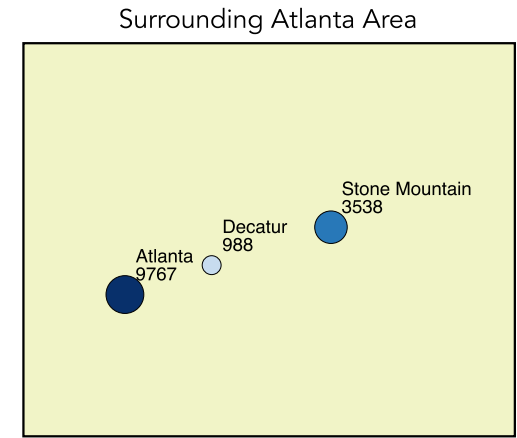 Surrounding Atlanta Area
Stone Mountain
3538
Decatur
988
Atlanta
9767